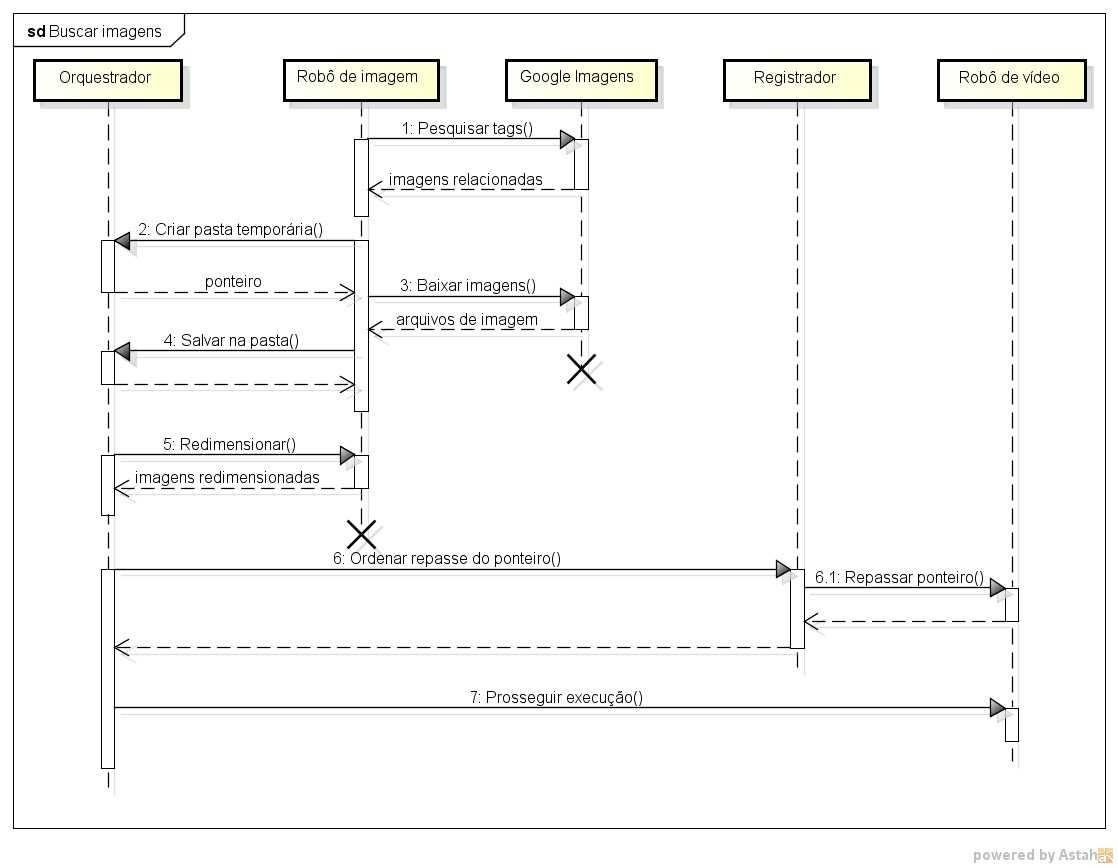 sd Buscar imagens
Orquestrador
Robô de imagem
Google Imagens
Registrador
Robô de vídeo
1: Pesquisar tags()
imagens relacionadas
2: Criar pasta temporária()
ponteiro
3: Baixar imagens()
arquivos de imagem
4: Salvar na pasta()
5: Redimensionar()
imagens redimensionadas
6: Ordenar repasse do ponteiro()
6.1: Repassar ponteiro()
7: Prosseguir execução()
powered by Astah